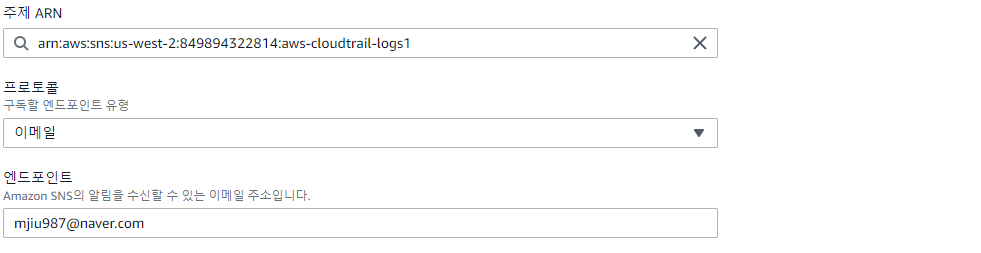 주제 ARN
arn:aws:sns:us-west-2:849894322814:aws-cloudtrail-logs1
프로토콜
구독할 엔드포인트 유형
이메일
엔드포인트
Amazon SNS의 알림을 수신할 수 있는 이메일 주소입니다.
mjiu987@naver.com